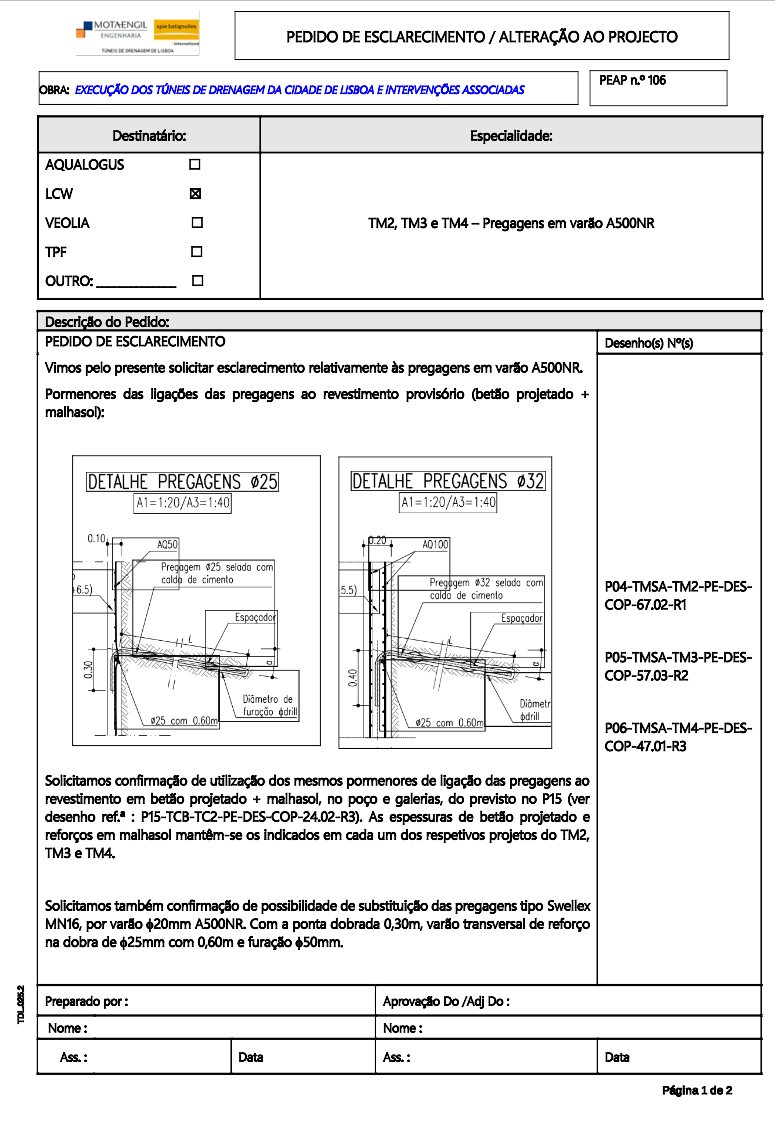 MOTAENGIL
ENGENHARIA
spie batignolles
International
TÚNEIS DE DRENAGEM DE LISBOA
PEDIDO DE ESCLARECIMENTO / ALTERAÇÃO AO PROJECTO
OBRA: EXECUÇÃO DOS TÚNEIS DE DRENAGEM DA CIDADE DE LISBOA E INTERVENÇÕES ASSOCIADAS
PEAP n.º 106
Destinatário:
Especialidade:
AQUALOGUS ☐
LCW ☒
VEOLIA ☐
TPF ☐
OUTRO: _____________ ☐
TM2, TM3 e TM4 – Pregagens em varão A500NR
Descrição do Pedido:
PEDIDO DE ESCLARECIMENTO
Desenho(s) Nº(s)
Vimos pelo presente solicitar esclarecimento relativamente às pregagens em varão A500NR.
Pormenores das ligações das pregagens ao revestimento provisório (betão projetado +
malhasol):
DETALHE PREGAGENS ø25
A1=1:20/A3=1:40
0.10
AQ50
Pregagem ø25 selada com
calda de cimento
+6.5)
Espaçador
L
0.30
a
Diâmetro de
furação ϕdrill
ø25 com 0.60m
DETALHE PREGAGENS ø32
A1=1:20/A3=1:40
0.20
AQ100
Pregagem ø32 selada com
calda de cimento
5.5)
Espaçador
L
0.40
a
Diâmetr
ϕdrill
ø25 com 0.60m
P04-TMSA-TM2-PE-DES-
COP-67.02-R1
P05-TMSA-TM3-PE-DES-
COP-57.03-R2
P06-TMSA-TM4-PE-DES-
COP-47.01-R3
Solicitamos confirmação de utilização dos mesmos pormenores de ligação das pregagens ao
revestimento em betão projetado + malhasol, no poço e galerias, do previsto no P15 (ver
desenho ref.ª : P15-TCB-TC2-PE-DES-COP-24.02-R3). As espessuras de betão projetado e
reforços em malhasol mantêm-se os indicados em cada um dos respetivos projetos do TM2,
TM3 e TM4.
Solicitamos também confirmação de possibilidade de substituição das pregagens tipo Swellex
MN16, por varão ϕ20mm A500NR. Com a ponta dobrada 0,30m, varão transversal de reforço
na dobra de ϕ25mm com 0,60m e furação ϕ50mm.
TDL.025.2
Preparado por :
Aprovação Do /Adj Do :
Nome :
Nome :
Ass. :
Data
Ass. :
Data
Página 1 de 2